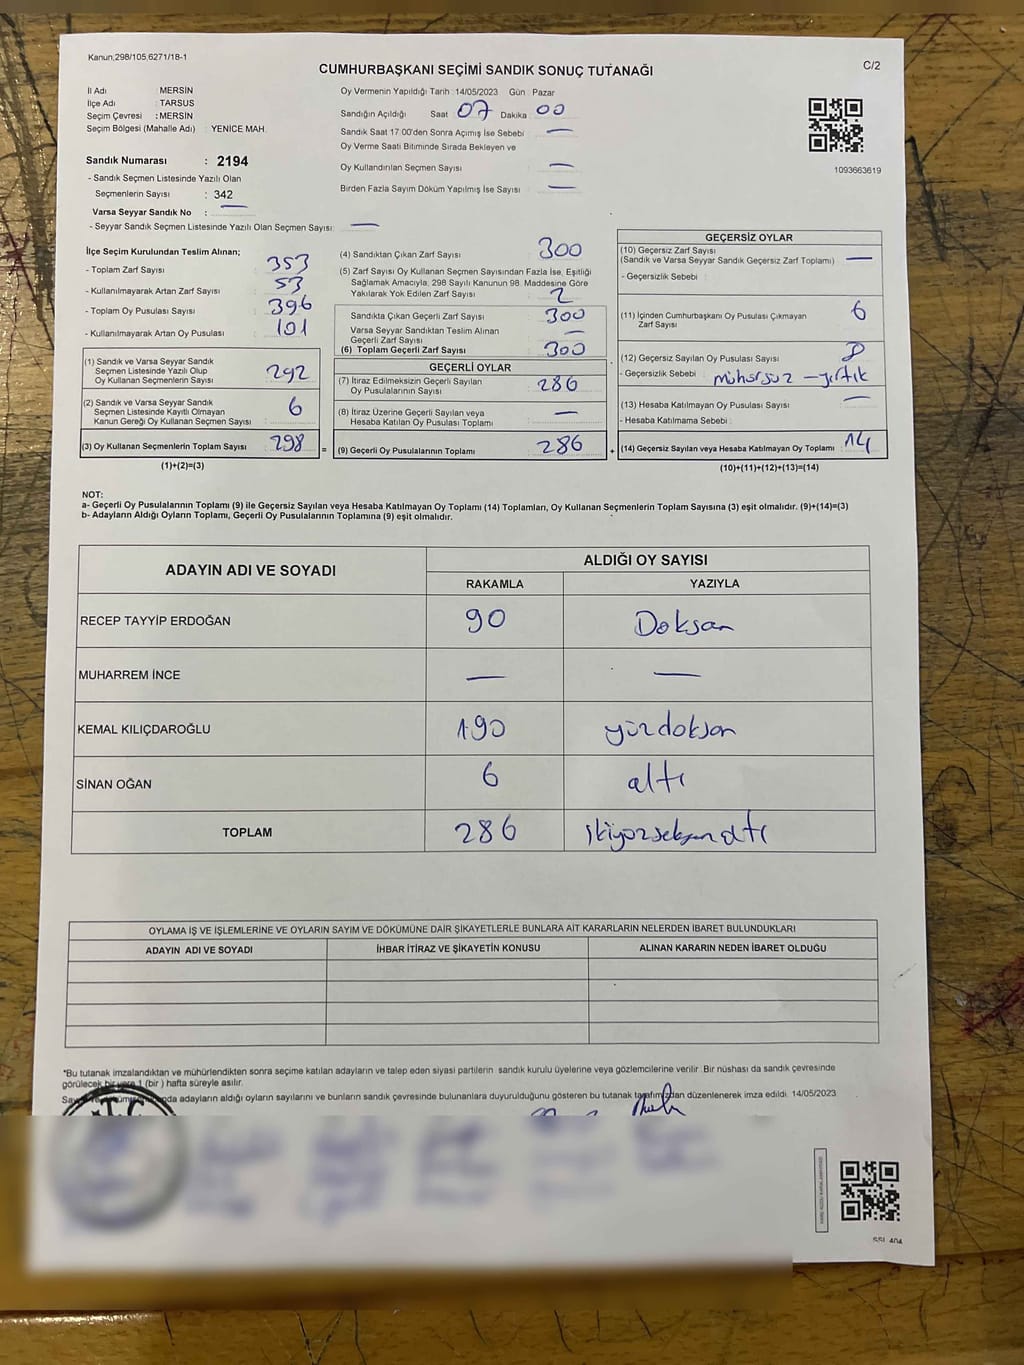 Kanun;298/105,6271/18-1
C/2
CUMHURBAŞKANI SEÇİMİ SANDIK SONUÇ TUTANAĞI
İl Adı : MERSİN
İlçe Adı : TARSUS
Seçim Çevresi : MERSİN
Seçim Bölgesi (Mahalle Adı) : YENİCE MAH.
Sandık Numarası : 2194
- Sandık Seçmen Listesinde Yazılı Olan
Seçmenlerin Sayısı : 342
Varsa Seyyar Sandık No : —
- Seyyar Sandık Seçmen Listesinde Yazılı Olan Seçmen Sayısı: —
Oy Vermenin Yapıldığı Tarih :14/05/2023 Gün : Pazar
Sandığın Açıldığı Saat 07 Dakika 00
Sandık Saat 17:00'den Sonra Açımış İse Sebebi : —
Oy Verme Saati Bitiminde Sırada Bekleyen ve
Oy Kullandırılan Seçmen Sayısı : —
Birden Fazla Sayım Döküm Yapılmış İse Sayısı : —
1093663619
İlçe Seçim Kurulundan Teslim Alınan;
- Toplam Zarf Sayısı : 353
- Kullanılmayarak Artan Zarf Sayısı : 53
- Toplam Oy Pusulası Sayısı : 396
- Kullanılmayarak Artan Oy Pusulası : 101
(1) Sandık ve Varsa Seyyar Sandık
Seçmen Listesinde Yazılı Olup
Oy Kullanan Seçmenlerin Sayısı : 292
(2) Sandık ve Varsa Seyyar Sandık
Seçmen Listesinde Kayıtlı Olmayan
Kanun Gereği Oy Kullanan Seçmen Sayısı : 6
(3) Oy Kullanan Seçmenlerin Toplam Sayısı : 298 =
(1)+(2)=(3)
(4) Sandıktan Çıkan Zarf Sayısı : 300
(5) Zarf Sayısı Oy Kullanan Seçmen Sayısından Fazla İse, Eşitliği
Sağlamak Amacıyla, 298 Sayılı Kanunun 98. Maddesine Göre
Yakılarak Yok Edilen Zarf Sayısı : 2
Sandıkta Çıkan Geçerli Zarf Sayısı : 300
Varsa Seyyar Sandıktan Teslim Alınan
Geçerli Zarf Sayısı : —
(6) Toplam Geçerli Zarf Sayısı : 300
GEÇERLİ OYLAR
(7) İtiraz Edilmeksizin Geçerli Sayılan
Oy Pusulasının Sayısı : 286
(8) İtiraz Üzerine Geçerli Sayılan veya
Hesaba Katılan Oy Pusulası Toplamı : —
(9) Geçerli Oy Pusulalarının Toplamı : 286 +
GEÇERSİZ OYLAR
(10) Geçersiz Zarf Sayısı
(Sandık ve Varsa Seyyar Sandık Geçersiz Zarf Toplamı) : —
- Geçersizlik Sebebi :
(11) İçinden Cumhurbaşkanı Oy Pusulası Çıkmayan
Zarf Sayısı : 6
(12) Geçersiz Sayılan Oy Pusulası Sayısı : 8
- Geçersizlik Sebebi : mühürsüz - yırtık
(13) Hesaba Katılmayan Oy Pusulası Sayısı : —
- Hesaba Katılmama Sebebi :
(14) Geçersiz Sayılan veya Hesaba Katılmayan Oy Toplamı : 14
(10)+(11)+(12)+(13)=(14)
NOT:
a- Geçerli Oy Pusulalarının Toplamı (9) ile Geçersiz Sayılan veya Hesaba Katılmayan Oy Toplamı (14) Toplamları, Oy Kullanan Seçmenlerin Toplam Sayısına (3) eşit olmalıdır. (9)+(14)=(3)
b- Adayların Aldığı Oyların Toplamı, Geçerli Oy Pusulalarının Toplamına (9) eşit olmalıdır.
ADAYIN ADI VE SOYADI
ALDIĞI OY SAYISI
RAKAMLA YAZIYLA
RECEP TAYYİP ERDOĞAN 90 Doksan
MUHARREM İNCE — —
KEMAL KILIÇDAROĞLU 190 yüzdoksan
SİNAN OĞAN 6 altı
TOPLAM 286 ikiyüzseksenaltı
OYLAMA İŞ VE İŞLEMLERİNE VE OYLARIN SAYIM VE DÖKÜMÜNE DAİR ŞİKAYETLERLE BUNLARA AİT KARARLARIN NELERDEN İBARET BULUNDUKLARI
ADAYIN ADI VE SOYADI İHBAR İTİRAZ VE ŞİKAYETİN KONUSU ALINAN KARARIN NEDEN İBARET OLDUĞU
*Bu tutanak imzalandıktan ve mühürlendikten sonra seçime katılan adayların ve talep eden siyasi partilerin sandık kurulu üyelerine veya gözlemcilerine verilir. Bir nüshası da sandık çevresinde
görülecek bir yere 1 (bir ) hafta süreyle asılır.
adayların aldığı oyların sayılarını ve bunların sandık çevresinde bulunanlara duyurulduğunu gösteren bu tutanak tarafımızdan düzenlenerek imza edildi. 14/05/2023
T.C.